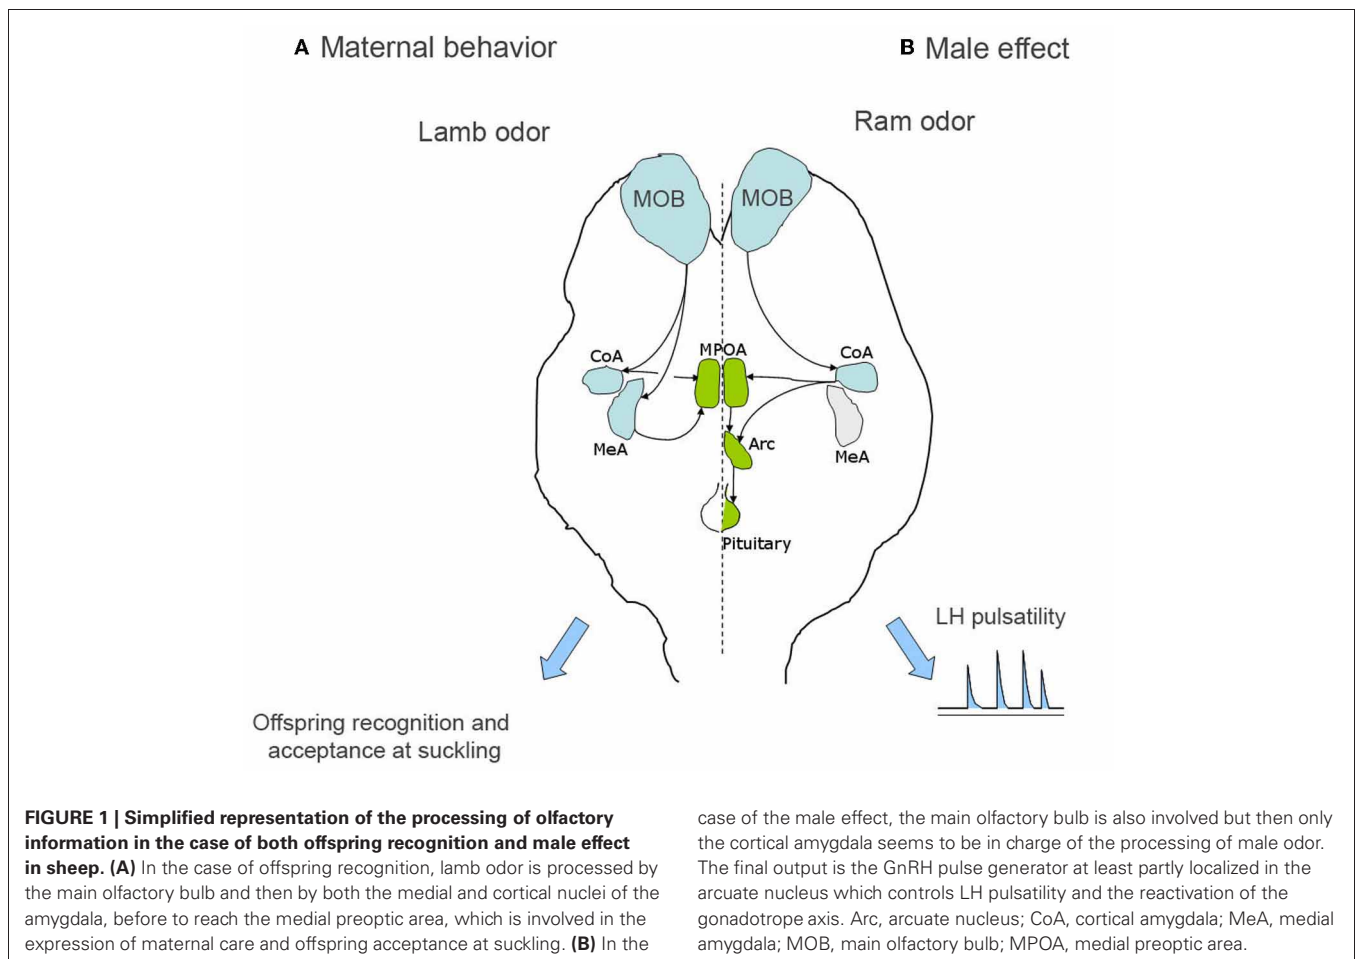 A Maternal behavior
B Male effect
Lamb odor
Ram odor
MOB
MOB
CoA
MPOA
CoA
MeA
Arc
MeA
Pituitary
LH pulsatility
Offspring recognition and
acceptance at suckling
FIGURE 1 | Simplified representation of the processing of olfactory
information in the case of both offspring recognition and male effect
in sheep. (A) In the case of offspring recognition, lamb odor is processed by
the main olfactory bulb and then by both the medial and cortical nuclei of the
amygdala, before to reach the medial preoptic area, which is involved in the
expression of maternal care and offspring acceptance at suckling. (B) In the
case of the male effect, the main olfactory bulb is also involved but then only
the cortical amygdala seems to be in charge of the processing of male odor.
The final output is the GnRH pulse generator at least partly localized in the
arcuate nucleus which controls LH pulsatility and the reactivation of the
gonadotrope axis. Arc, arcuate nucleus; CoA, cortical amygdala; MeA, medial
amygdala; MOB, main olfactory bulb; MPOA, medial preoptic area.